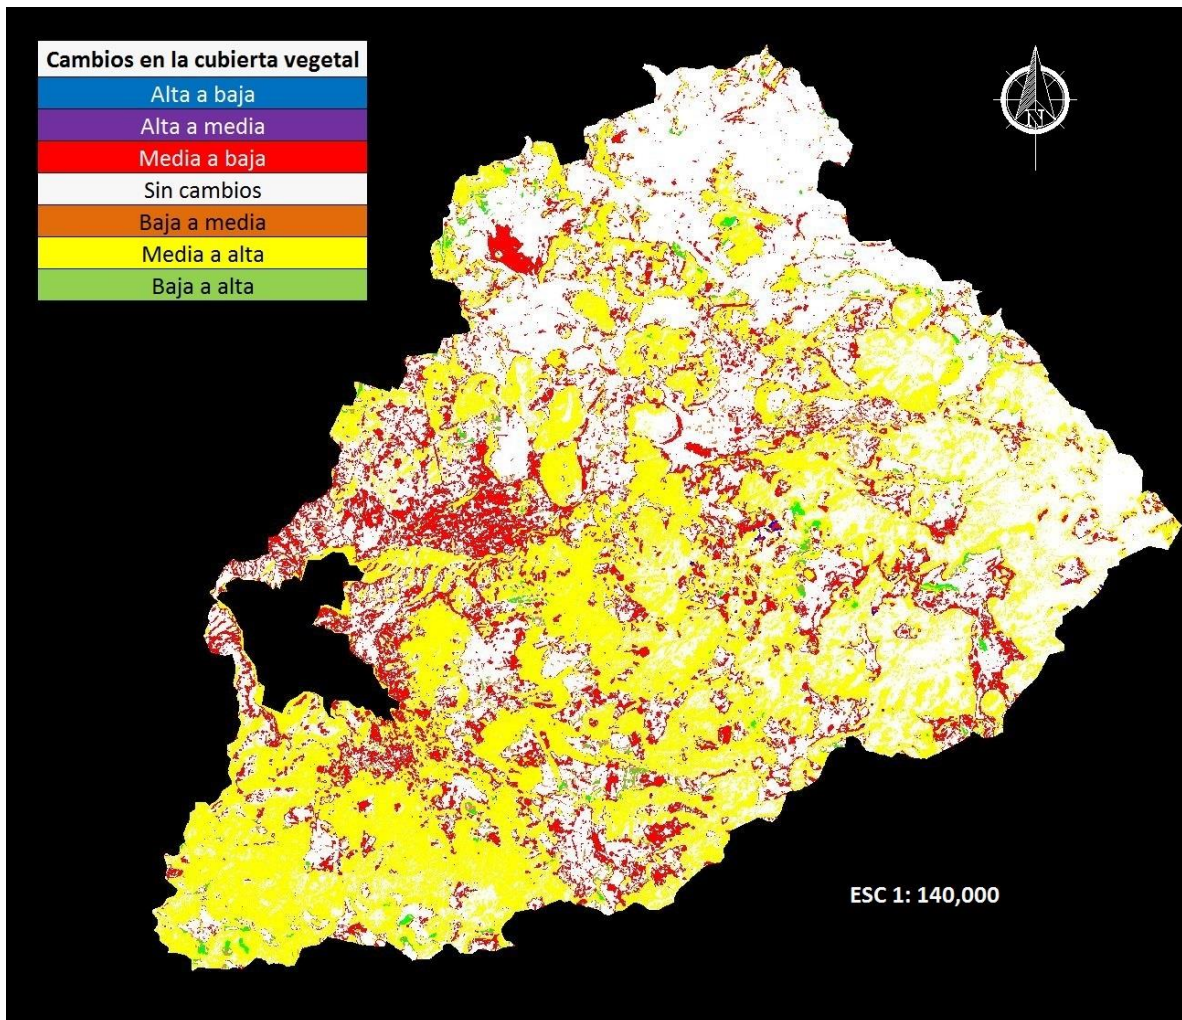 Cambios en la cubierta vegetal
Alta a baja
Alta a media
Media a baja
Sin cambios
Baja a media
Media a alta
Baja a alta
N
ESC 1: 140,000